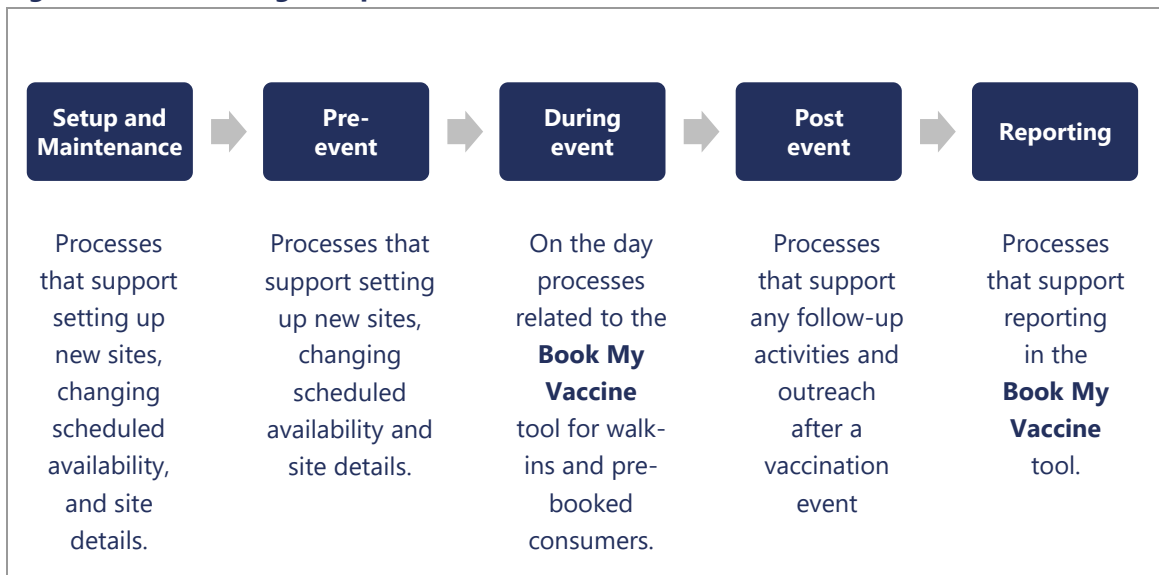 Setup and
Maintenance
Pre-
event
During
event
Post
event
Reporting
Processes
that support
setting up
new sites,
changing
scheduled
availability,
and site
details.
Processes that
support setting
up new sites,
changing
scheduled
availability and
site details.
On the day
processes
related to the
Book My
Vaccine
tool for walk-
ins and pre-
booked
consumers.
Processes
that support
any follow-up
activities and
outreach
after a
vaccination
event
Processes
that support
reporting
in the
Book My
Vaccine
tool.